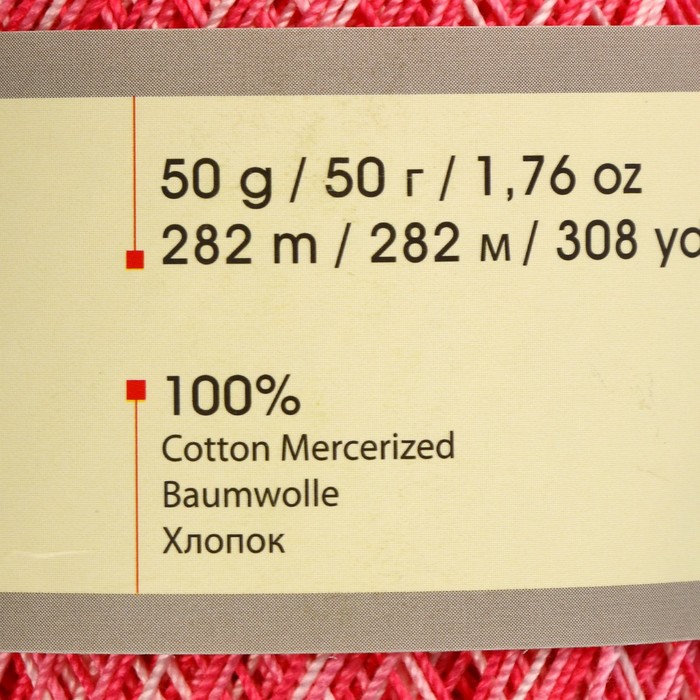 50 g / 50 г / 1,76 oz
282 m / 282 м / 308
100%
Cotton Mercerized
Baumwolle
Хлопок